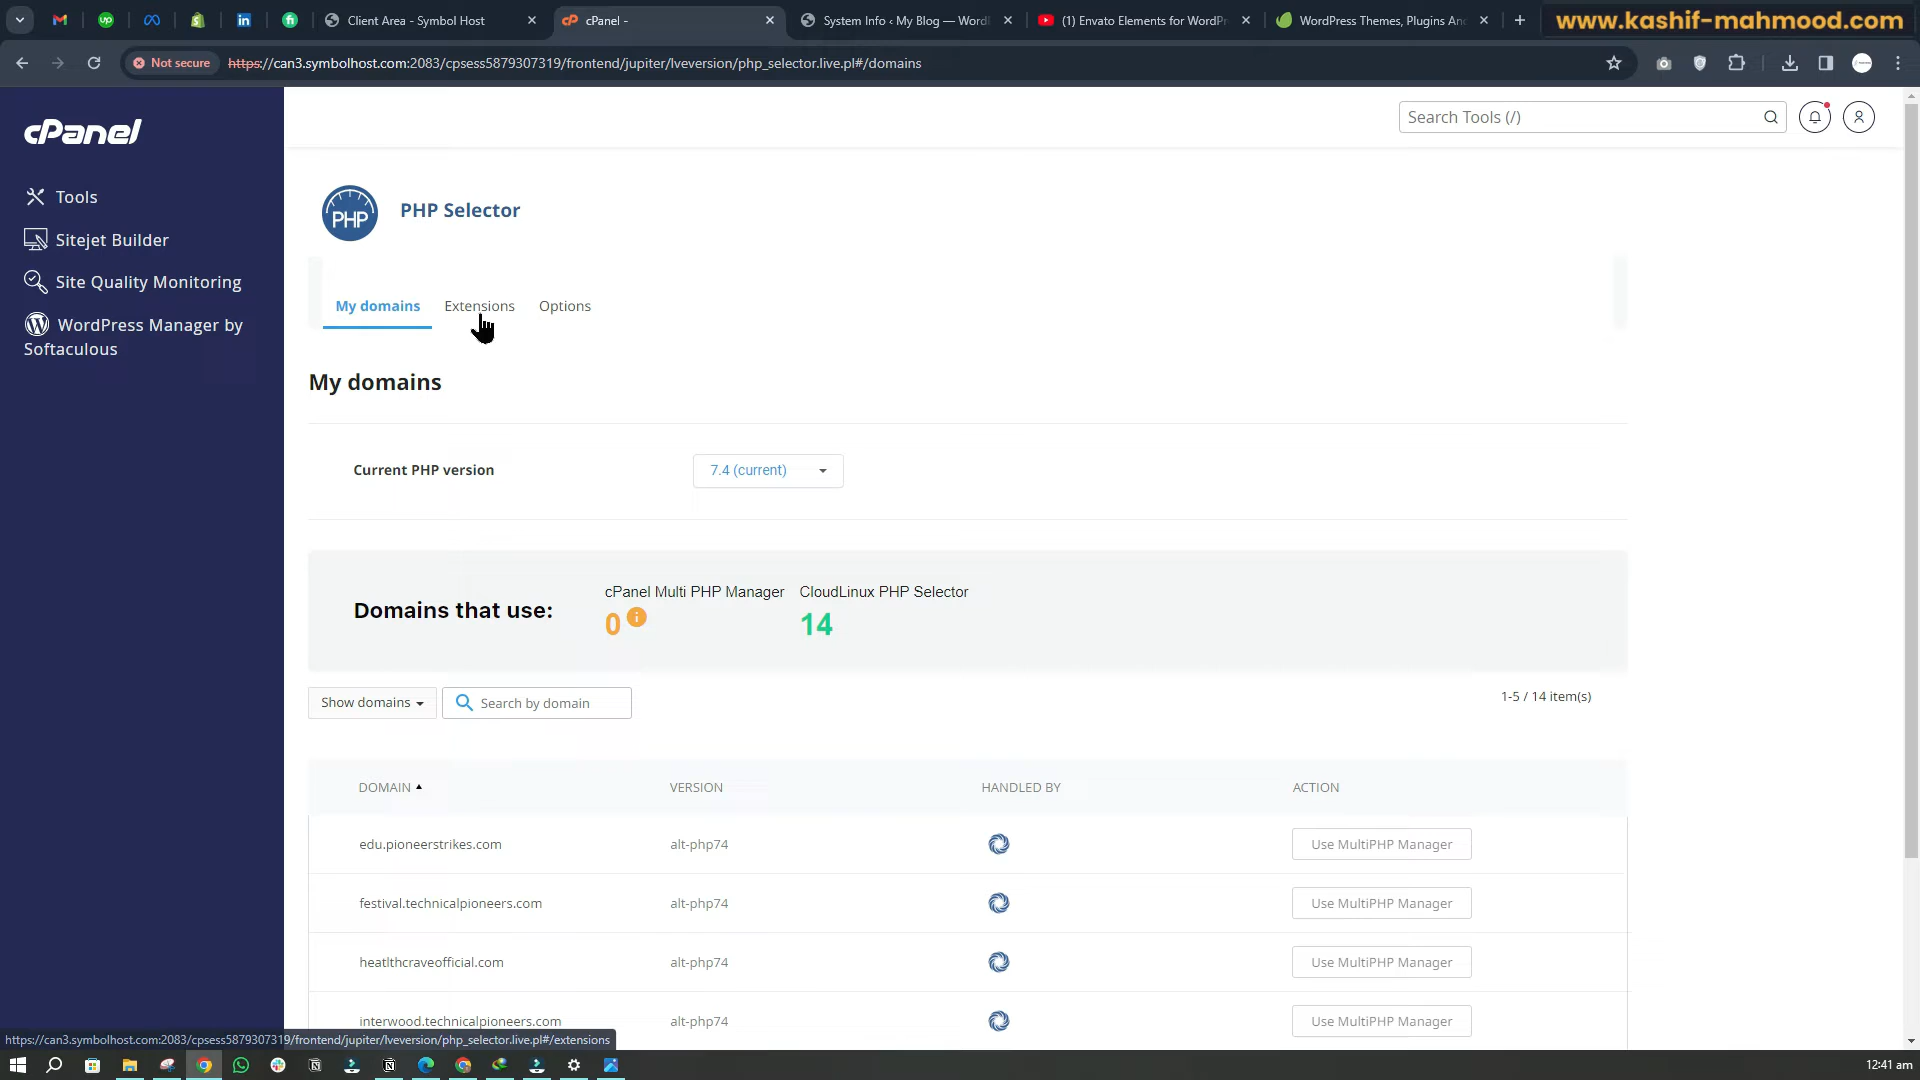 Client Area - Symbol Host
cPanel -
System Info ‹ My Blog — WordP
(1) Envato Elements for WordPr
WordPress Themes, Plugins An
www.kashif-mahmood.com
Not secure
https://can3.symbolhost.com:2083/cpsess5879307319/frontend/jupiter/lveversion/php_selector.live.pl#/domains
cPanel
Search Tools (/)
Tools
Sitejet Builder
Site Quality Monitoring
WordPress Manager by
Softaculous
PHP
PHP Selector
My domains
Extensions
Options
My domains
Current PHP version
7.4 (current)
Domains that use:
cPanel Multi PHP Manager
0
CloudLinux PHP Selector
14
Show domains
Search by domain
1-5 / 14 item(s)
DOMAIN
VERSION
HANDLED BY
ACTION
edu.pioneerstrikes.com
alt-php74
Use MultiPHP Manager
festival.technicalpioneers.com
alt-php74
Use MultiPHP Manager
heatlthcraveofficial.com
alt-php74
Use MultiPHP Manager
interwood.technicalpioneers.com
alt-php74
Use MultiPHP Manager
https://can3.symbolhost.com:2083/cpsess5879307319/frontend/jupiter/lveversion/php_selector.live.pl#/extensions
12:41 am